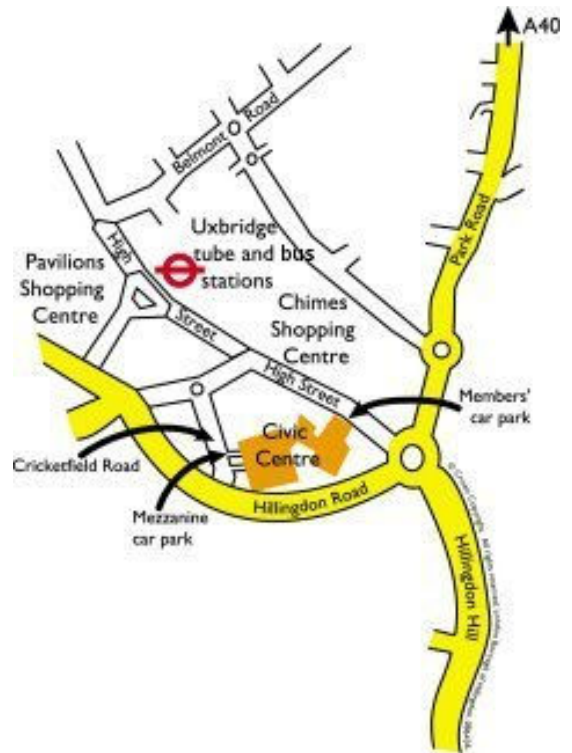 A40
Belmont Road
Park Road
Uxbridge
tube and bus
stations
High
Street
Pavilions
Shopping
Centre
Chimes
Shopping
Centre
High Street
Members'
car park
Civic
Centre
Cricketfield Road
Mezzanine
car park
Hillingdon Road
Hillingdon Hill